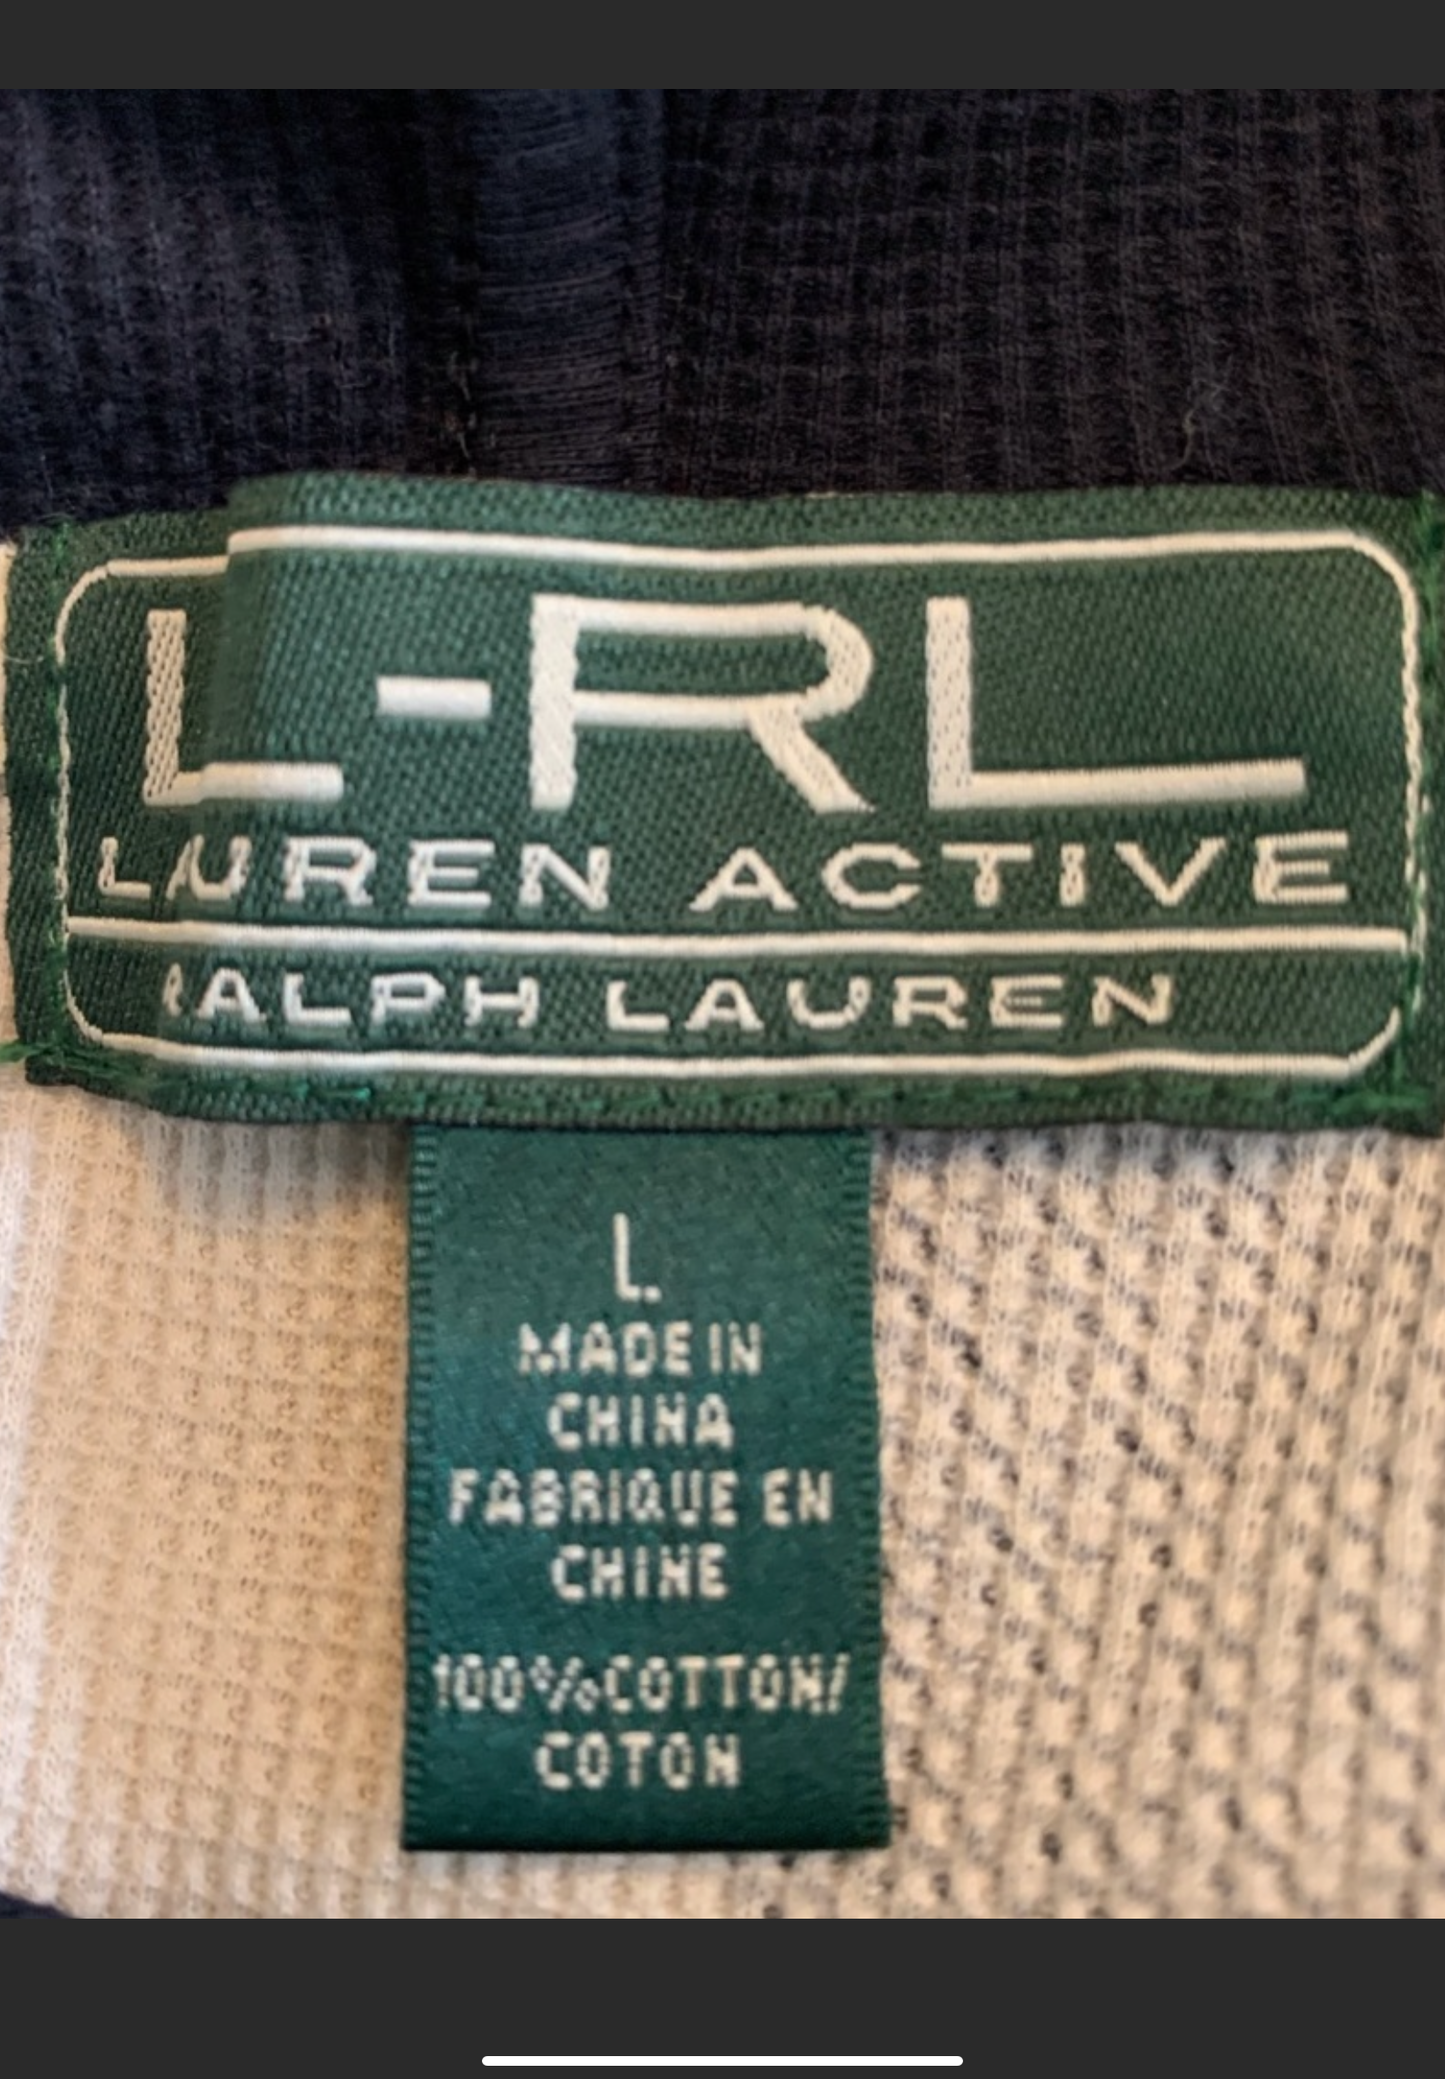 L-RL
LAUREN ACTIVE
RALPH LAUREN
L.
MADE IN
CHINA
FABRIQUE EN
CHINE
100%COTTON/
COTON